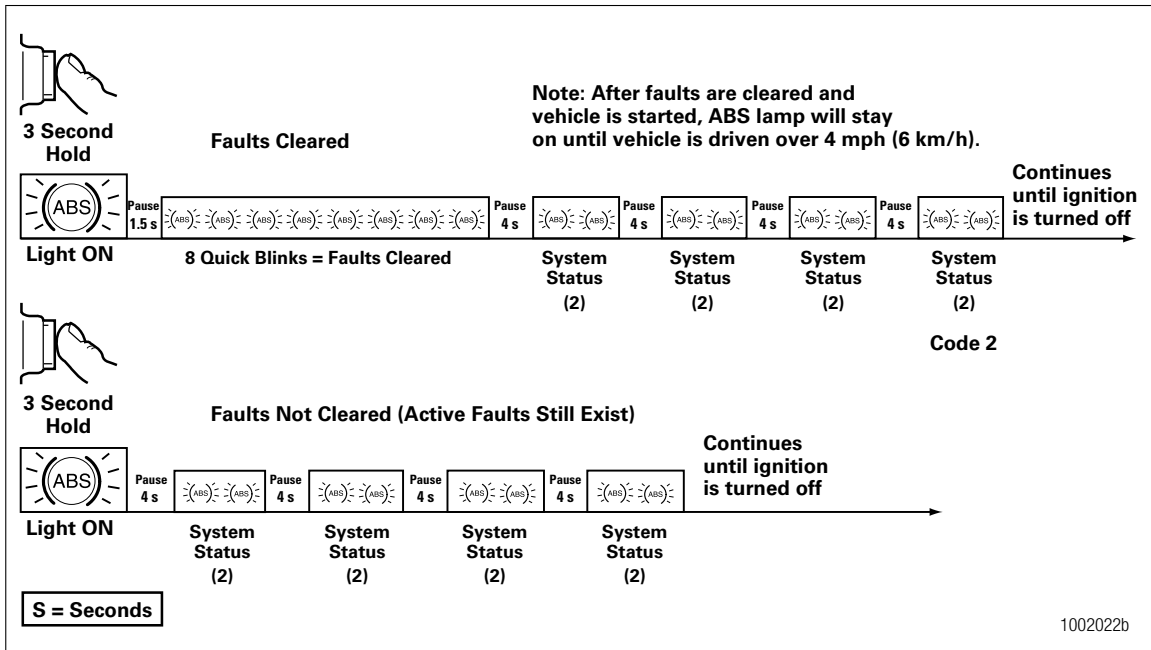 3 Second
Hold
Faults Cleared
Note: After faults are cleared and
vehicle is started, ABS lamp will stay
on until vehicle is driven over 4 mph (6 km/h).
Continues
until ignition
is turned off
ABS
Pause
1.5 s
ABS ABS ABS ABS ABS ABS ABS ABS
Pause
4 s
ABS ABS
Pause
4 s
ABS ABS
Pause
4 s
ABS ABS
Pause
4 s
ABS ABS
Light ON
8 Quick Blinks = Faults Cleared
System
Status
(2)
System
Status
(2)
System
Status
(2)
System
Status
(2)
Code 2
3 Second
Hold
Faults Not Cleared (Active Faults Still Exist)
Continues
until ignition
is turned off
ABS
Pause
4 s
ABS ABS
Pause
4 s
ABS ABS
Pause
4 s
ABS ABS
Pause
4 s
ABS ABS
Light ON
System
Status
(2)
System
Status
(2)
System
Status
(2)
System
Status
(2)
S = Seconds
1002022b